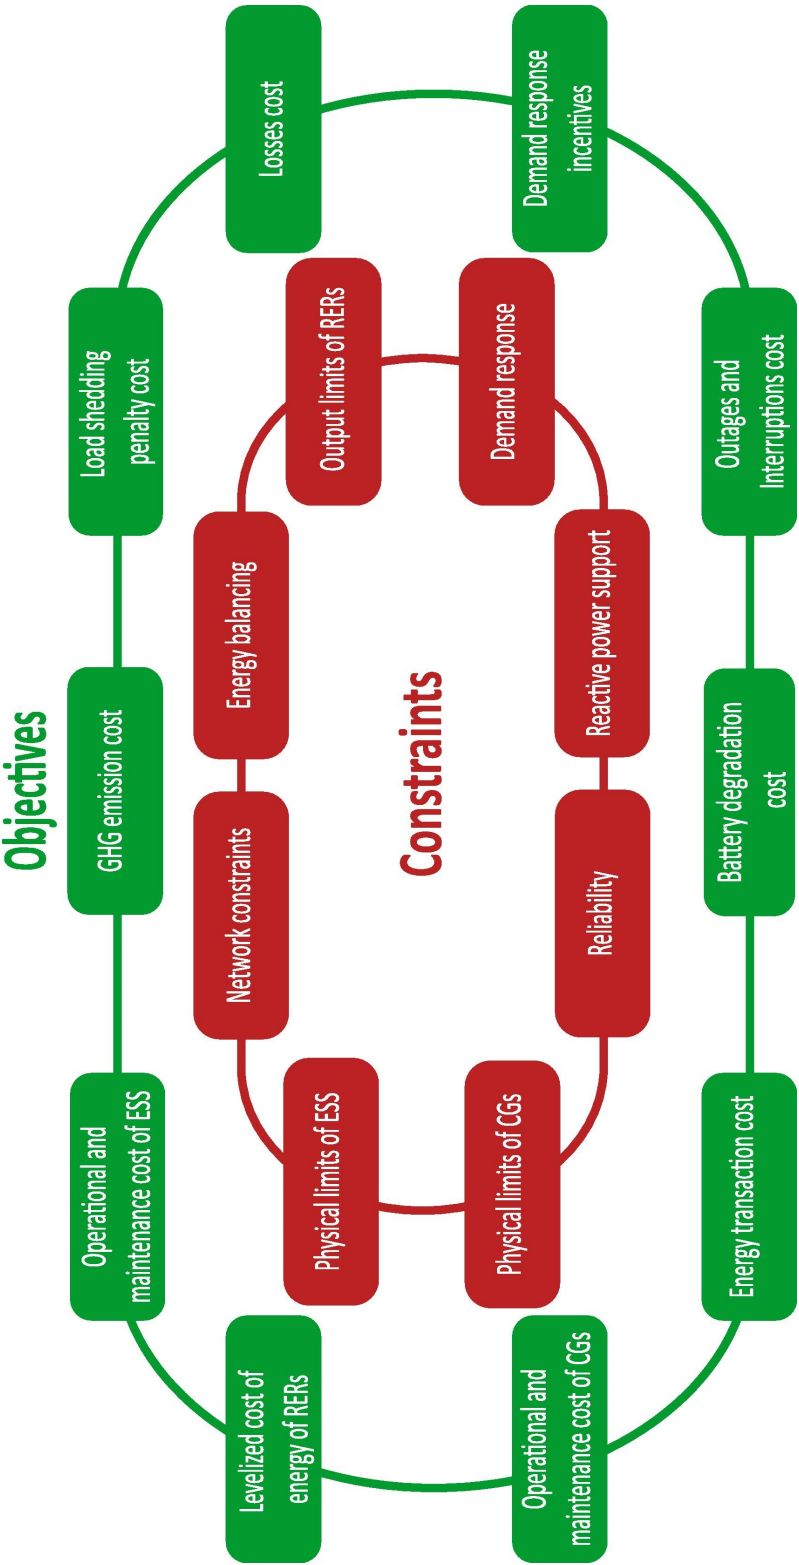 Objectives
Operational and
maintenance cost of ESS
GHG emission cost
Load shedding
penalty cost
Network constraints
Energy balancing
Levelized cost of
energy of RERs
Physical limits of ESS
Output limits of RERs
Losses cost
Constraints
Operational and
maintenance cost of CGs
Physical limits of CGs
Demand response
Demand response
incentives
Reliability
Reactive power support
Energy transaction cost
Battery degradation
cost
Outages and
Interruptions cost